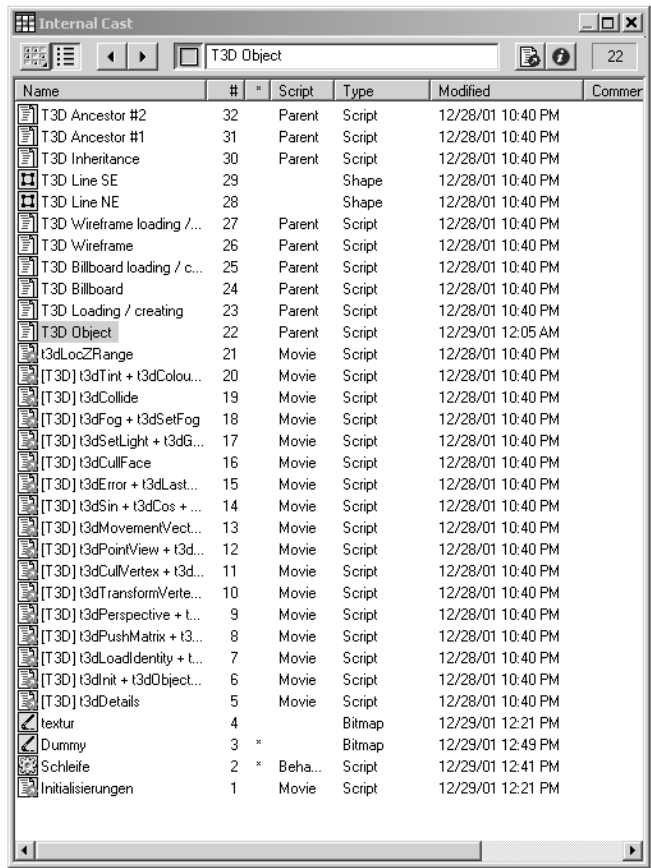 Internal Cast
T3D Object 22
Name # * Script Type Modified Commer
T3D Ancestor #2 32 Parent Script 12/28/01 10:40 PM
T3D Ancestor #1 31 Parent Script 12/28/01 10:40 PM
T3D Inheritance 30 Parent Script 12/28/01 10:40 PM
T3D Line SE 29 Shape 12/28/01 10:40 PM
T3D Line NE 28 Shape 12/28/01 10:40 PM
T3D Wireframe loading /... 27 Parent Script 12/28/01 10:40 PM
T3D Wireframe 26 Parent Script 12/28/01 10:40 PM
T3D Billboard loading / c... 25 Parent Script 12/28/01 10:40 PM
T3D Billboard 24 Parent Script 12/28/01 10:40 PM
T3D Loading / creating 23 Parent Script 12/28/01 10:40 PM
T3D Object 22 Parent Script 12/29/01 12:05 AM
t3dLocZRange 21 Movie Script 12/28/01 10:40 PM
[T3D] t3dTint + t3dColou... 20 Movie Script 12/28/01 10:40 PM
[T3D] t3dCollide 19 Movie Script 12/28/01 10:40 PM
[T3D] t3dFog + t3dSetFog 18 Movie Script 12/28/01 10:40 PM
[T3D] t3dSetLight + t3dG... 17 Movie Script 12/28/01 10:40 PM
[T3D] t3dCullFace 16 Movie Script 12/28/01 10:40 PM
[T3D] t3dError + t3dLast... 15 Movie Script 12/28/01 10:40 PM
[T3D] t3dSin + t3dCos + ... 14 Movie Script 12/28/01 10:40 PM
[T3D] t3dMovementVect... 13 Movie Script 12/28/01 10:40 PM
[T3D] t3dPointView + t3d... 12 Movie Script 12/28/01 10:40 PM
[T3D] t3dCullVertex + t3d... 11 Movie Script 12/28/01 10:40 PM
[T3D] t3dTransformVerte... 10 Movie Script 12/28/01 10:40 PM
[T3D] t3dPerspective + t... 9 Movie Script 12/28/01 10:40 PM
[T3D] t3dPushMatrix + t3... 8 Movie Script 12/28/01 10:40 PM
[T3D] t3dLoadIdentity + t... 7 Movie Script 12/28/01 10:40 PM
[T3D] t3dInit + t3dObject... 6 Movie Script 12/28/01 10:40 PM
[T3D] t3dDetails 5 Movie Script 12/28/01 10:40 PM
textur 4 Bitmap 12/29/01 12:21 PM
Dummy 3 * Bitmap 12/29/01 12:49 PM
Schleife 2 * Beha... Script 12/29/01 12:41 PM
Initialisierungen 1 Movie Script 12/29/01 12:21 PM